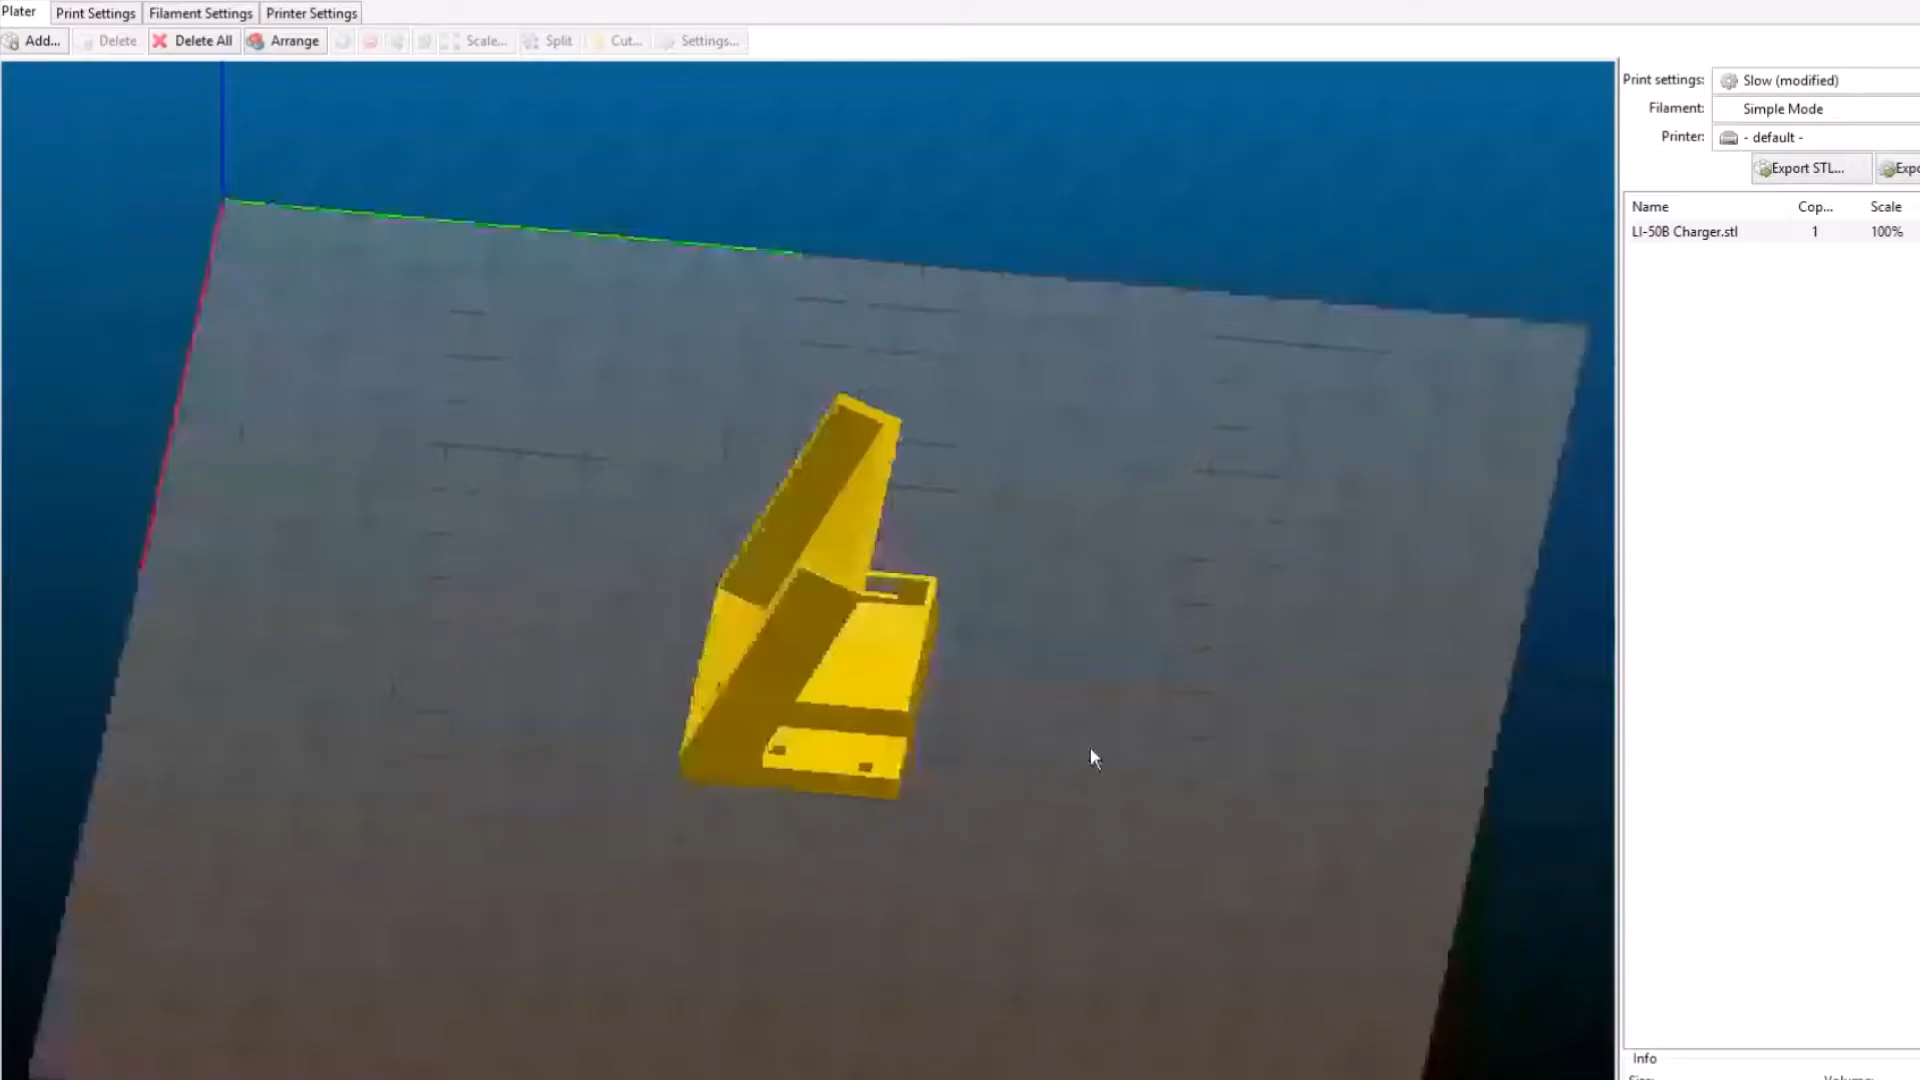 Plater Print Settings Filament Settings Printer Settings
Add... Delete Delete All Arrange Scale... Split Cut... Settings...
Print settings: Slow (modified)
Filament: Simple Mode
Printer: - default -
Export STL... Expo
Name Cop... Scale
LI-50B Charger.stl 1 100%
Info